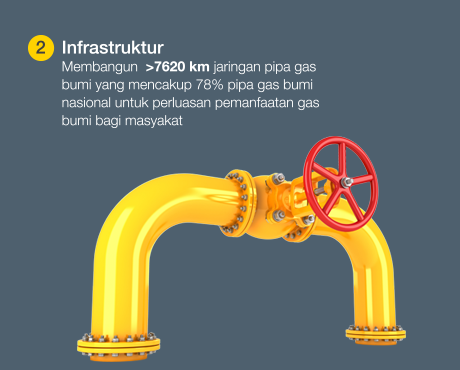 2 Infrastruktur
Membangun >7620 km jaringan pipa gas
bumi yang mencakup 78% pipa gas bumi
nasional untuk perluasan pemanfaatan gas
bumi bagi masyakat